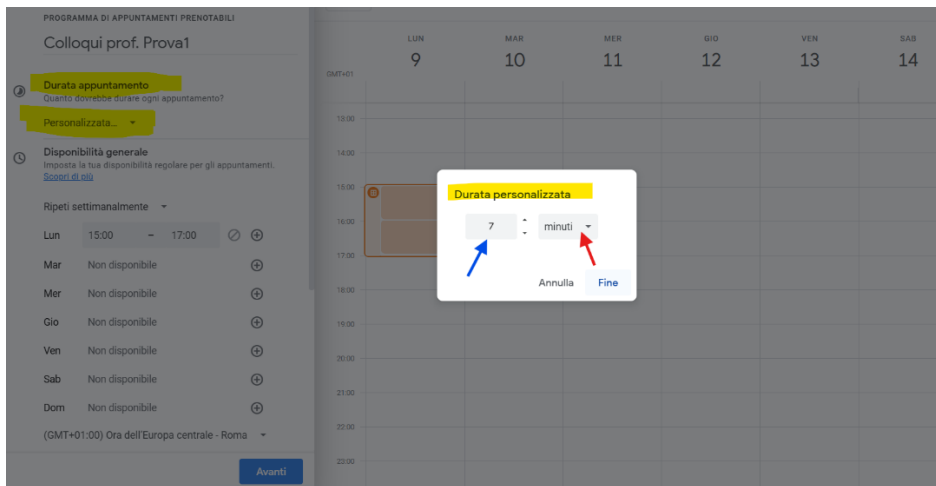 PROGRAMMA DI APPUNTAMENTI PRENOTABILI
Colloqui prof. Prova1
Durata appuntamento
Quanto dovrebbe durare ogni appuntamento?
Personalizzata...
Disponibilità generale
Imposta la tua disponibilità regolare per gli appuntamenti.
Scopri di più
Ripeti settimanalmente
Lun 15:00 – 17:00
Mar Non disponibile
Mer Non disponibile
Gio Non disponibile
Ven Non disponibile
Sab Non disponibile
Dom Non disponibile
(GMT+01:00) Ora dell'Europa centrale - Roma
Avanti
LUN MAR MER GIO VEN SAB
9 10 11 12 13 14
GMT+01
13:00
14:00
15:00
16:00
17:00
18:00
19:00
20:00
21:00
22:00
23:00
Durata personalizzata
7 : minuti
Annulla Fine